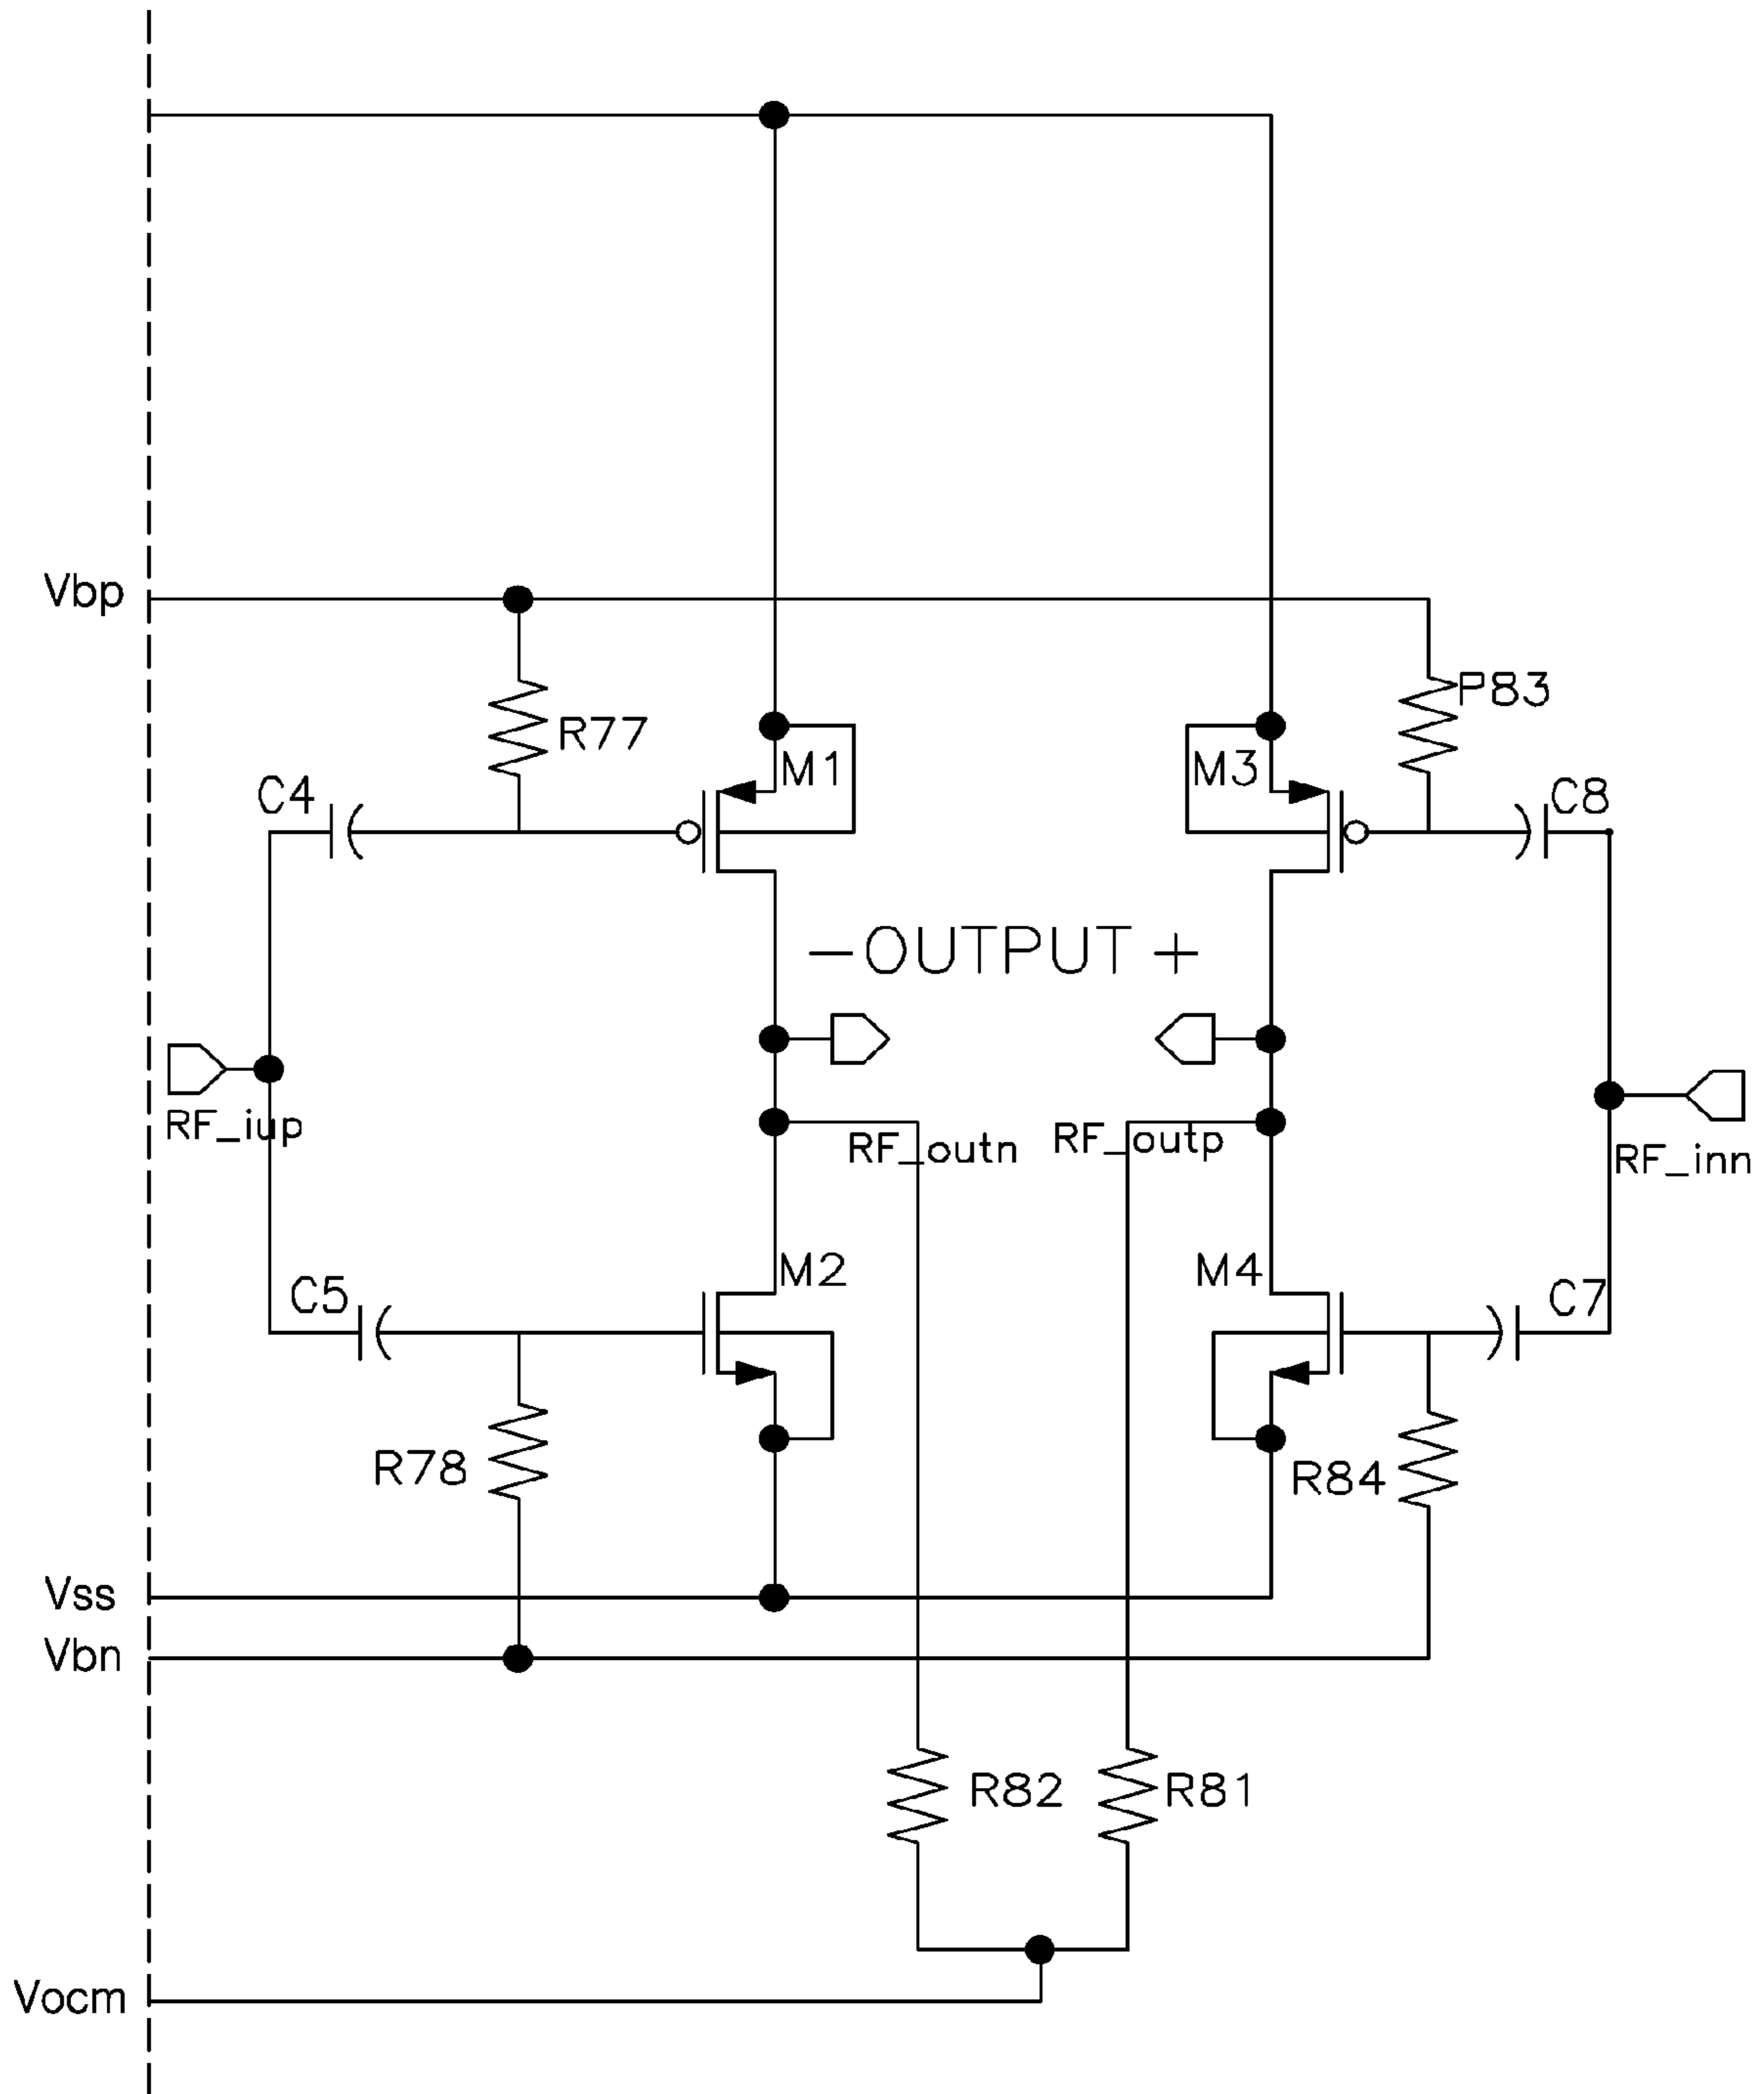 Vbp
P83
R77
M1
M3
C4
C8
-OUTPUT+
RF_iup
RF_outn
RF_outp
RF_inn
M2
M4
C5
C7
R78
R84
Vss
Vbn
R82
R81
Vocm